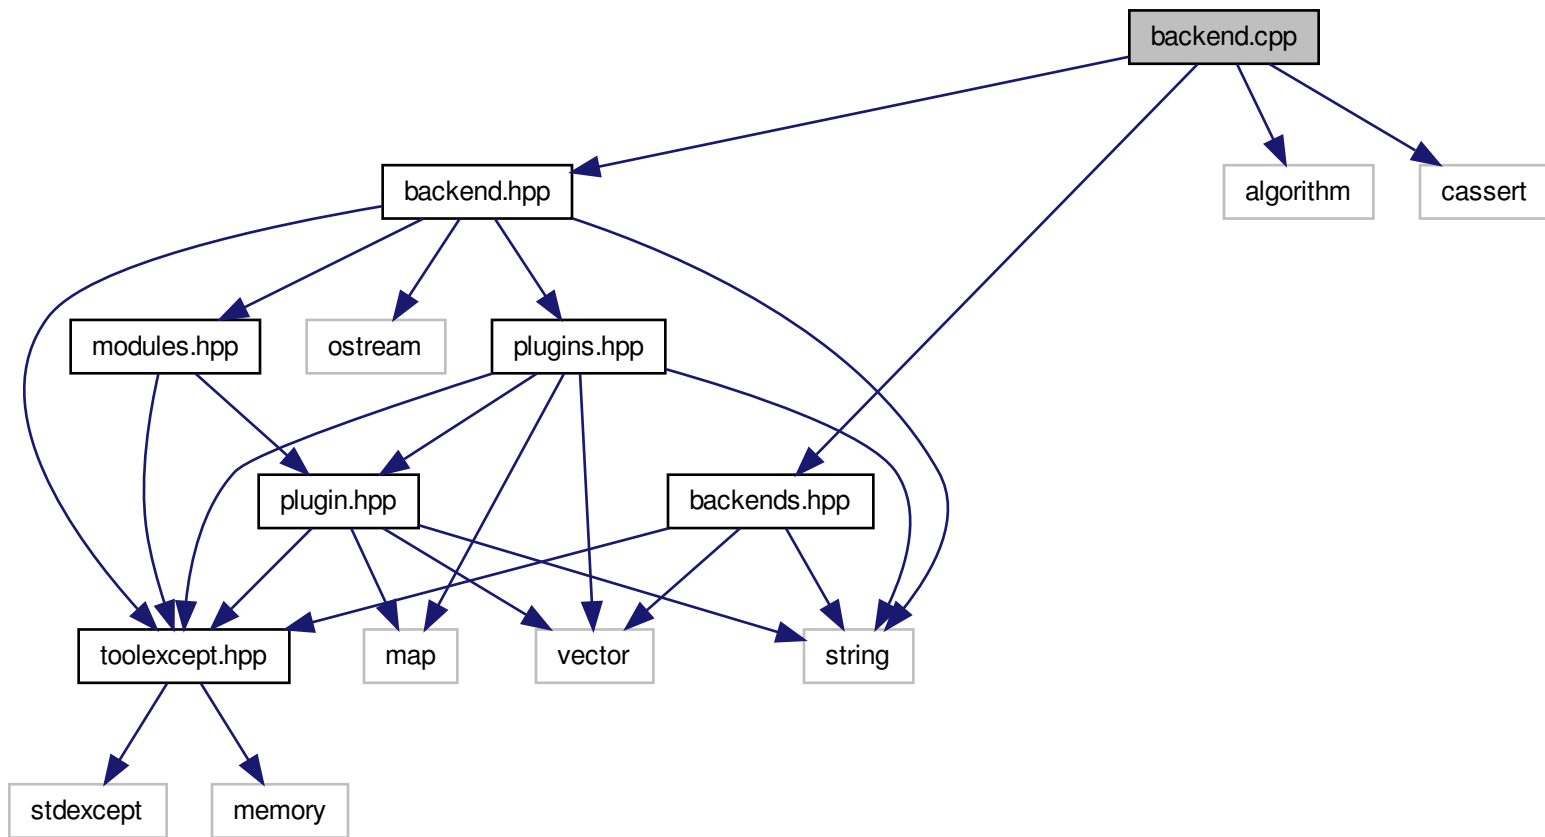 backend.cpp
backend.hpp
algorithm
cassert
modules.hpp
ostream
plugins.hpp
plugin.hpp
backends.hpp
toolexcept.hpp
map
vector
string
stdexcept
memory